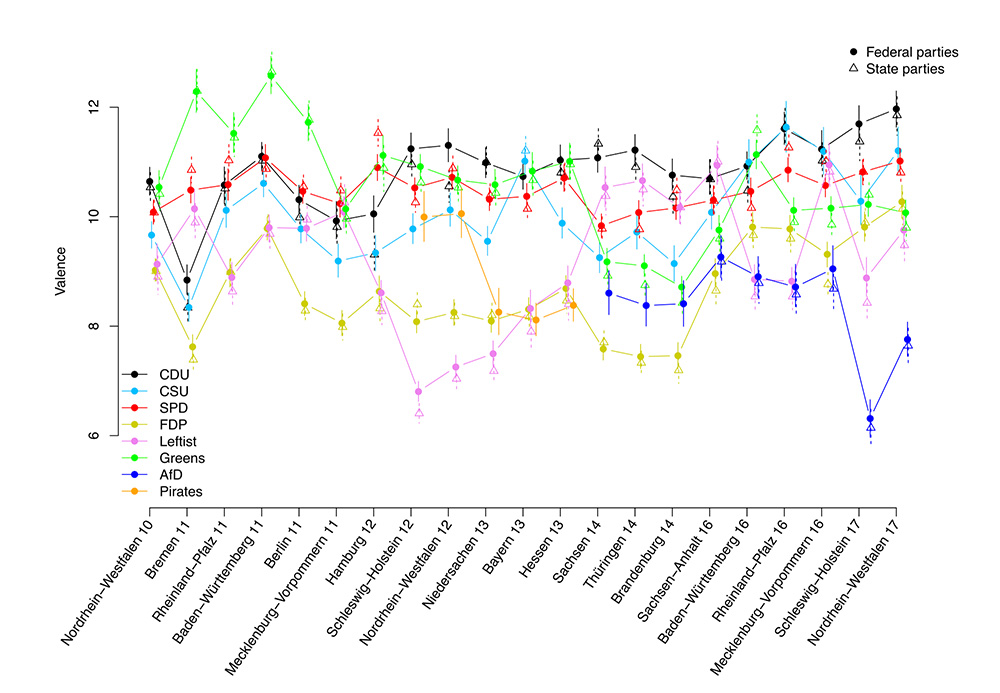 Federal parties
State parties
Valence
12
10
8
6
CDU
CSU
SPD
FDP
Leftist
Greens
AfD
Pirates
Nordrhein−Westfalen 10
Bremen 11
Rheinland−Pfalz 11
Baden−Württemberg 11
Berlin 11
Mecklenburg−Vorpommern 11
Hamburg 12
Schleswig−Holstein 12
Nordrhein−Westfalen 12
Niedersachsen 13
Bayern 13
Hessen 13
Sachsen 14
Thüringen 14
Brandenburg 14
Sachsen−Anhalt 16
Baden−Württemberg 16
Rheinland−Pfalz 16
Mecklenburg−Vorpommern 16
Schleswig−Holstein 17
Nordrhein−Westfalen 17